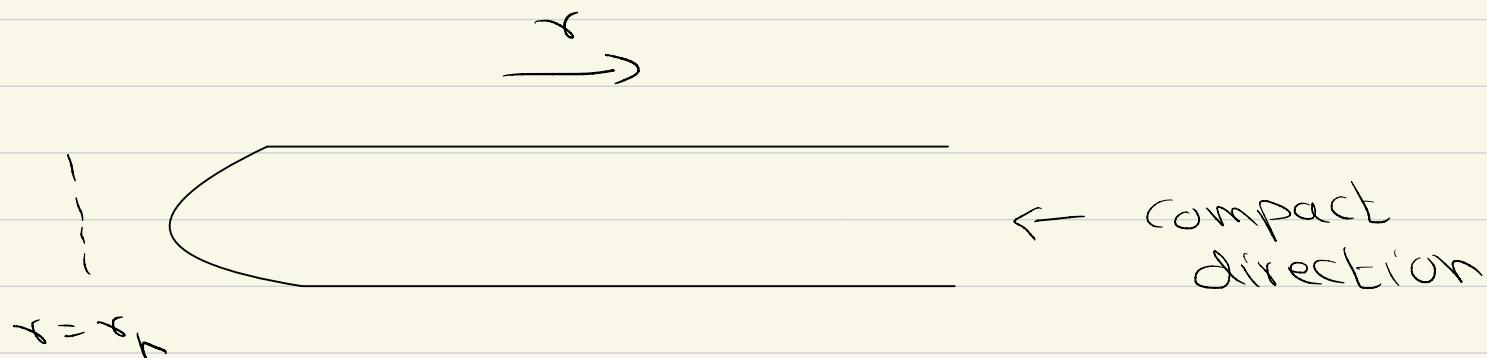 r
← compact
direction
r = r_h